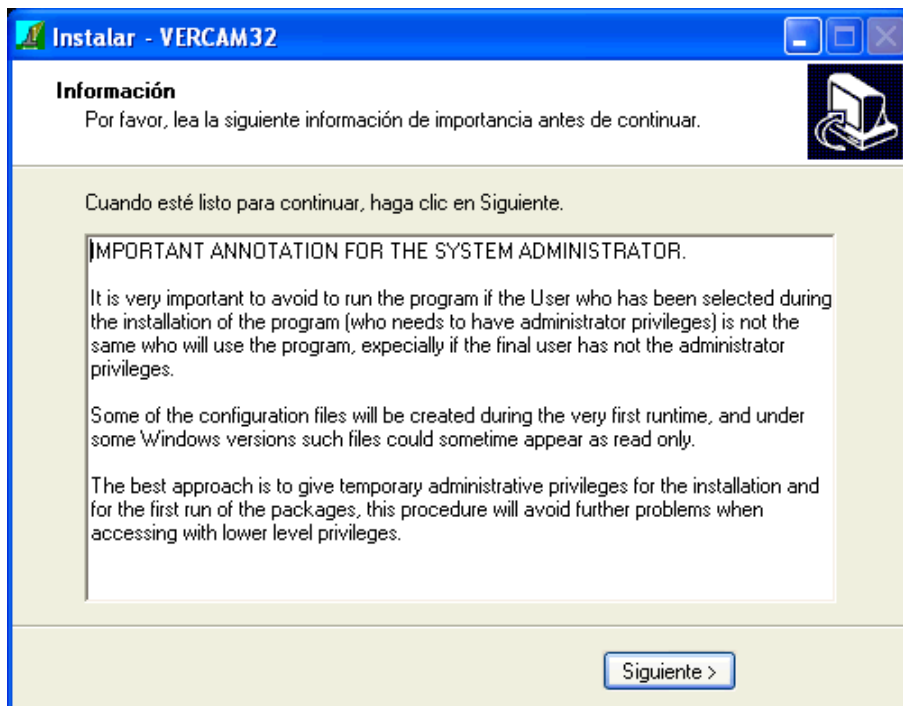 Instalar - VERCAM32
Información
Por favor, lea la siguiente información de importancia antes de continuar.
Cuando esté listo para continuar, haga clic en Siguiente.
IMPORTANT ANNOTATION FOR THE SYSTEM ADMINISTRATOR.
It is very important to avoid to run the program if the User who has been selected during
the installation of the program (who needs to have administrator privileges) is not the
same who will use the program, expecially if the final user has not the administrator
privileges.
Some of the configuration files will be created during the very first runtime, and under
some Windows versions such files could sometime appear as read only.
The best approach is to give temporary administrative privileges for the installation and
for the first run of the packages, this procedure will avoid further problems when
accessing with lower level privileges.
Siguiente >